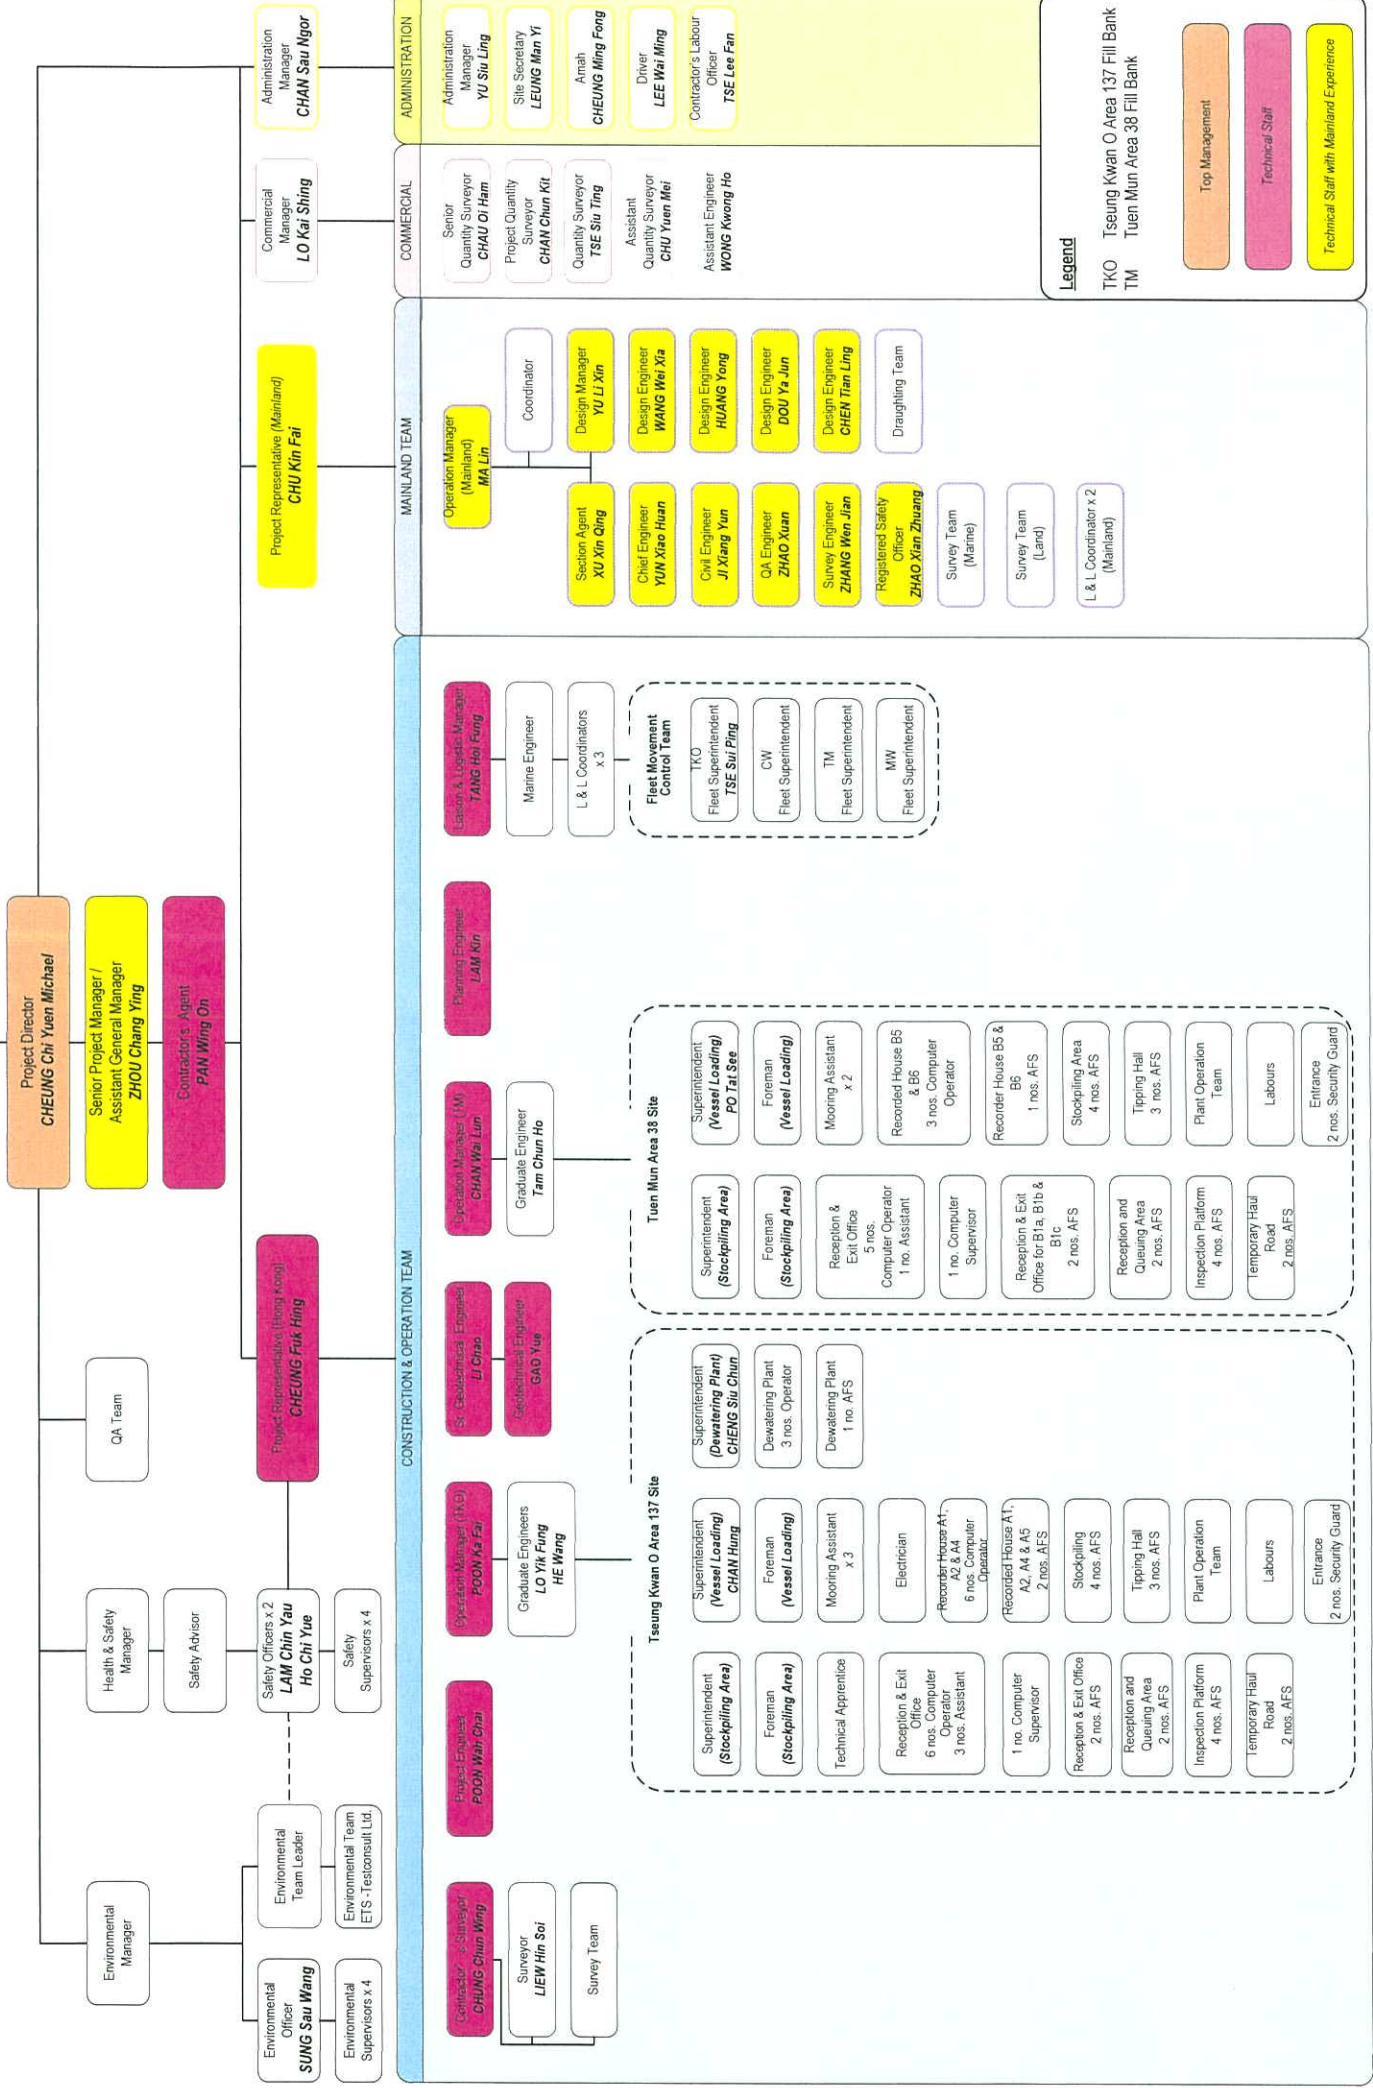 Project Director
CHEUNG Chi Yuen Michael
Senior Project Manager /
Assistant General Manager
ZHOU Chang Ying
Contractor's Agent
PAN Wing On
Environmental
Manager
Health & Safety
Manager
QA Team
Safety Advisor
Environmental
Officer
SUNG Sau Wang
Environmental
Team Leader
Safety Officers x 2
LAM Chin Yau
Ho Chi Yue
Project Representative (Hong Kong)
CHEUNG Fuk Hing
Project Representative (Mainland)
CHU Kin Fai
Commercial
Manager
LO Kai Shing
Administration
Manager
CHAN Sau Ngor
Environmental
Supervisors x 4
Environmental Team
ETS -Testconsult Ltd.
Safety
Supervisors x 4
CONSTRUCTION & OPERATION TEAM
Contractor's Surveyor
CHUNG Chun Wing
Surveyor
LIEW Hin Soi
Survey Team
Project Engineer
POON Wah Chai
Operation Manager (TKO)
POON Ka Fai
Graduate Engineers
LO Yik Fung
HE Wang
Sr. Geotechnical Engineer
LI Chao
Geotechnical Engineer
GAO Yue
Operation Manager (TM)
CHAN Wai Lun
Graduate Engineer
Tam Chun Ho
Planning Engineer
LAM Kin
Liaison & Logistic Manager
TANG Hoi Fung
Marine Engineer
L & L Coordinators
x 3
Fleet Movement
Control Team
TKO
Fleet Superintendent
TSE Sui Ping
CW
Fleet Superintendent
TM
Fleet Superintendent
MW
Fleet Superintendent
Tseung Kwan O Area 137 Site
Superintendent
(Stockpiling Area)
Foreman
(Stockpiling Area)
Technical Apprentice
Reception & Exit
Office
6 nos. Computer
Operator
3 nos. Assistant
1 no. Computer
Supervisor
Reception & Exit Office
2 nos. AFS
Reception and
Queuing Area
2 nos. AFS
Inspection Platform
4 nos. AFS
Temporary Haul
Road
2 nos. AFS
Superintendent
(Vessel Loading)
CHAN Hung
Foreman
(Vessel Loading)
Mooring Assistant
x 3
Electrician
Recorder House A1,
A2 & A4
6 nos. Computer
Operator
Recorded House A1,
A2, A4 & A5
2 nos. AFS
Stockpiling
4 nos. AFS
Tipping Hall
3 nos. AFS
Plant Operation
Team
Labours
Entrance
2 nos. Security Guard
Superintendent
(Dewatering Plant)
CHENG Siu Chun
Dewatering Plant
3 nos. Operator
Dewatering Plant
1 no. AFS
Tuen Mun Area 38 Site
Superintendent
(Stockpiling Area)
Foreman
(Stockpiling Area)
Reception &
Exit Office
5 nos.
Computer Operator
1 no. Assistant
1 no. Computer
Supervisor
Reception & Exit
Office for B1a, B1b &
B1c
2 nos. AFS
Reception and
Queuing Area
2 nos. AFS
Inspection Platform
4 nos. AFS
Temporary Haul
Road
2 nos. AFS
Superintendent
(Vessel Loading)
PO Tat See
Foreman
(Vessel Loading)
Mooring Assistant
x 2
Recorded House B5
& B6
3 nos. Computer
Operator
Recorder House B5 &
B6
1 nos. AFS
Stockpiling Area
4 nos. AFS
Tipping Hall
3 nos. AFS
Plant Operation
Team
Labours
Entrance
2 nos. Security Guard
MAINLAND TEAM
Operation Manager
(Mainland)
MA Lin
Coordinator
Section Agent
XU Xin Qing
Chief Engineer
YUN Xiao Huan
Civil Engineer
JI Xiang Yun
QA Engineer
ZHAO Xuan
Survey Engineer
ZHANG Wen Jian
Registered Safety
Officer
ZHAO Xian Zhuang
Survey Team
(Marine)
Survey Team
(Land)
L & L Coordinator x 2
(Mainland)
Design Manager
YU Li Xin
Design Engineer
WANG Wei Xia
Design Engineer
HUANG Yong
Design Engineer
DOU Ya Jun
Design Engineer
CHEN Tian Ling
Draughting Team
COMMERCIAL
Senior
Quantity Surveyor
CHAU Oi Ham
Project Quantity
Surveyor
CHAN Chun Kit
Quantity Surveyor
TSE Siu Ting
Assistant
Quantity Surveyor
CHU Yuen Mei
Assistant Engineer
WONG Kwong Ho
ADMINISTRATION
Administration
Manager
YU Siu Ling
Site Secretary
LEUNG Man Yi
Amah
CHEUNG Ming Fong
Driver
LEE Wai Ming
Contractor's Labour
Officer
TSE Lee Fan
Legend
TKO Tseung Kwan O Area 137 Fill Bank
TM Tuen Mun Area 38 Fill Bank
Top Management
Technical Staff
Technical Staff with Mainland Experience